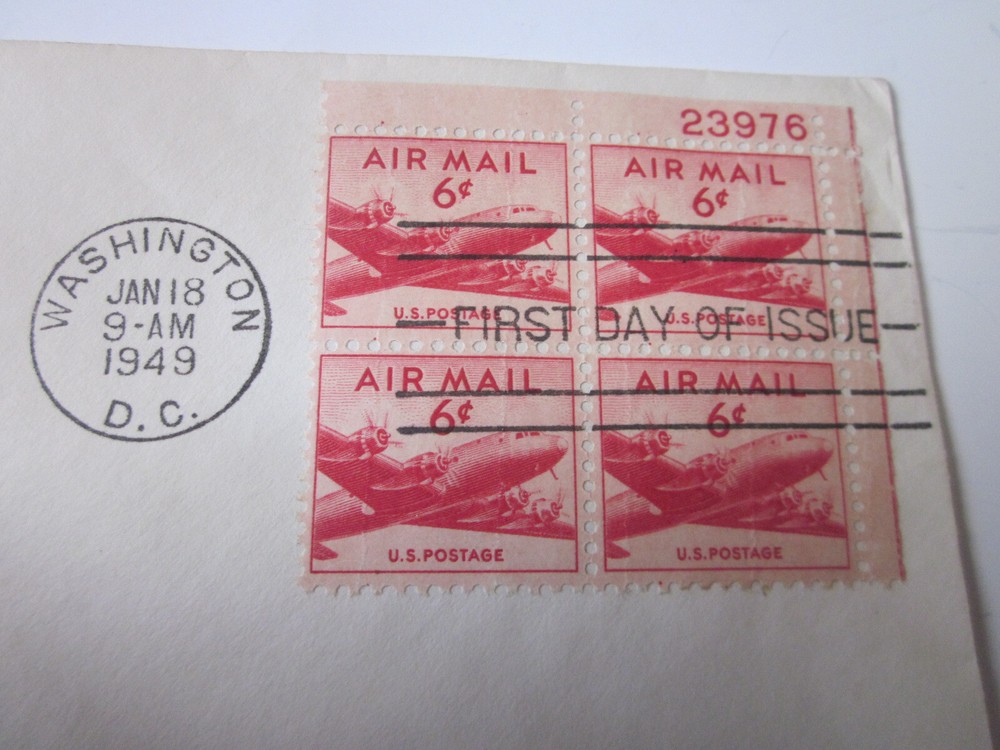 23976
AIR MAIL
6¢
U.S. POSTAGE
AIR MAIL
6¢
U.S. POSTAGE
WASHINGTON
JAN 18
9-AM
1949
D.C.
—FIRST DAY OF ISSUE—
AIR MAIL
6¢
U.S. POSTAGE
AIR MAIL
6¢
U.S. POSTAGE